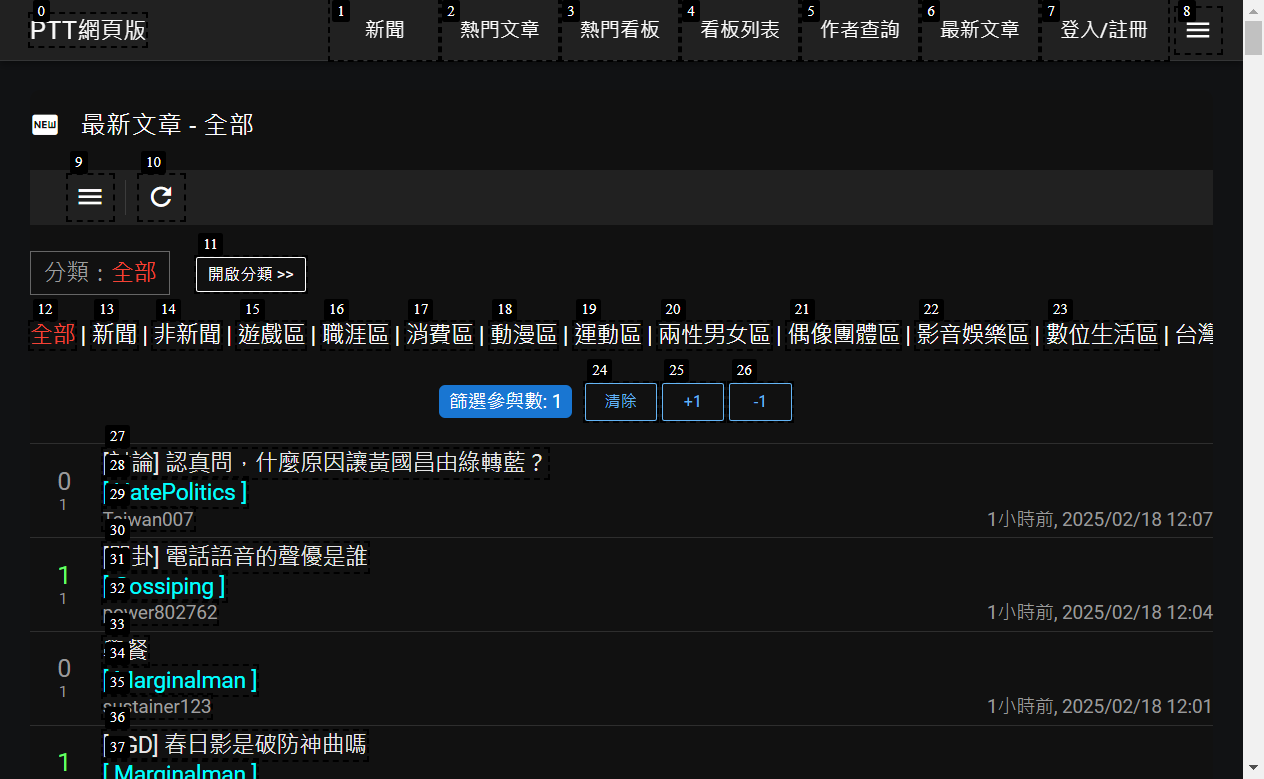 0 1 2 3 4 5 6 7 8
PTT網頁版 新聞 熱門文章 熱門看板 看板列表 作者查詢 最新文章 登入/註冊
NEW 最新文章 - 全部
9 10
11
分類：全部 開啟分類 >>
12 13 14 15 16 17 18 19 20 21 22 23
全部 | 新聞 | 非新聞 | 遊戲區 | 職涯區 | 消費區 | 動漫區 | 運動區 | 兩性男女區 | 偶像團體區 | 影音娛樂區 | 數位生活區 | 台灣
24 25 26
篩選參與數: 1 清除 +1 -1
27
28 論] 認真問，什麼原因讓黃國昌由綠轉藍？
0
[ 29 atePolitics ]
1
Taiwan007 1小時前, 2025/02/18 12:07
30
31 卦] 電話語音的聲優是誰
1
[ 32 ossiping ]
1
power802762 1小時前, 2025/02/18 12:04
33
34 餐
0
[ 35 arginalman ]
1
sustainer123 1小時前, 2025/02/18 12:01
36
[ 37 GD] 春日影是破防神曲嗎
1
[ Marginalman ]